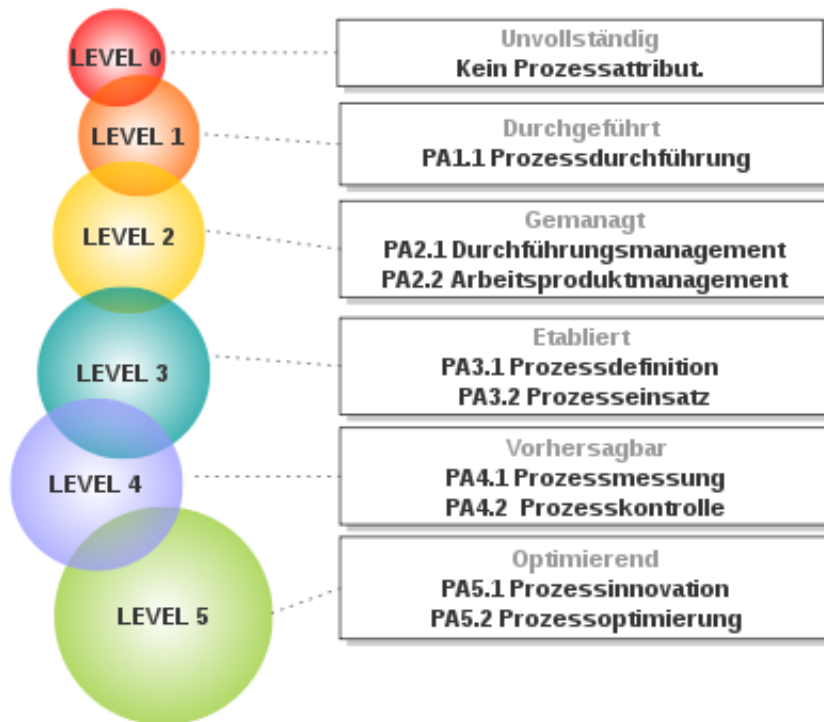 LEVEL 0
Unvollständig
Kein Prozessattribut.
LEVEL 1
Durchgeführt
PA1.1 Prozessdurchführung
LEVEL 2
Gemanagt
PA2.1 Durchführungsmanagement
PA2.2 Arbeitsproduktmanagement
LEVEL 3
Etabliert
PA3.1 Prozessdefinition
PA3.2 Prozesseinsatz
LEVEL 4
Vorhersagbar
PA4.1 Prozessmessung
PA4.2 Prozesskontrolle
LEVEL 5
Optimierend
PA5.1 Prozessinnovation
PA5.2 Prozessoptimierung